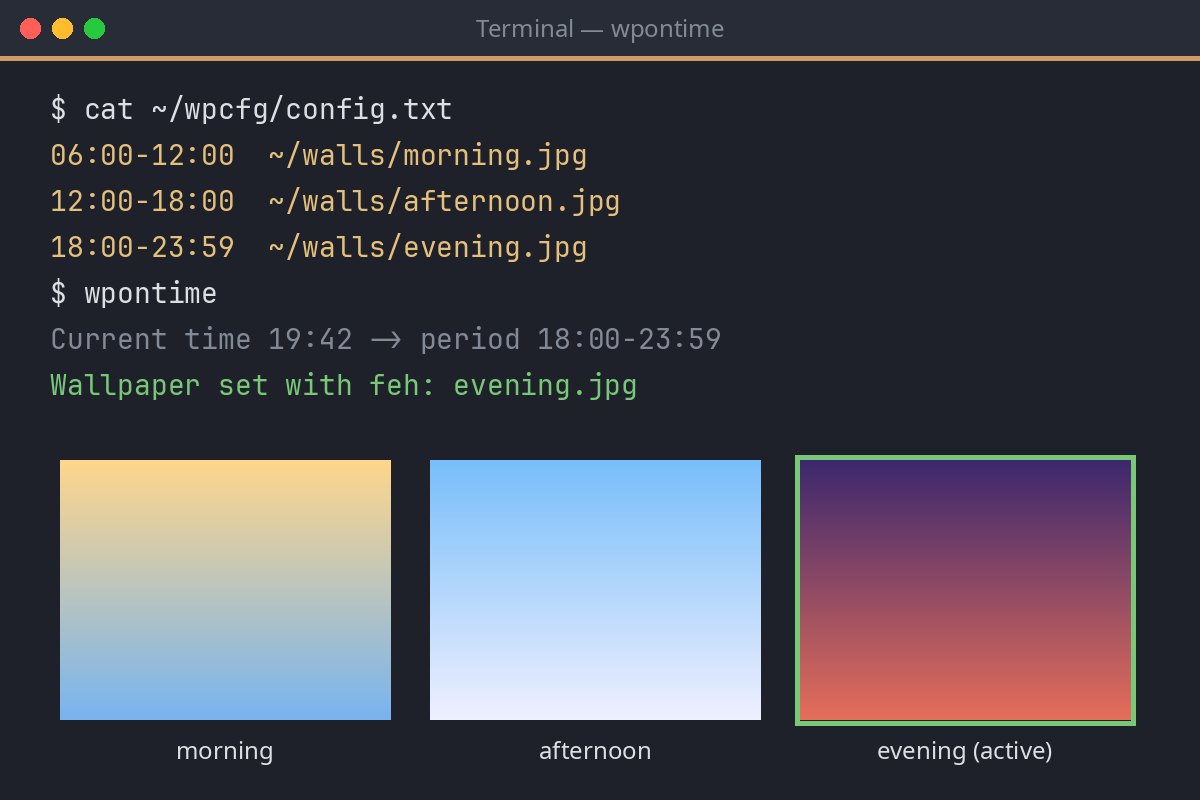 Terminal — wpontime
$ cat ~/wpcfg/config.txt
06:00-12:00  ~/walls/morning.jpg
12:00-18:00  ~/walls/afternoon.jpg
18:00-23:59  ~/walls/evening.jpg
$ wpontime
Current time 19:42 → period 18:00-23:59
Wallpaper set with feh: evening.jpg
morning
afternoon
evening (active)